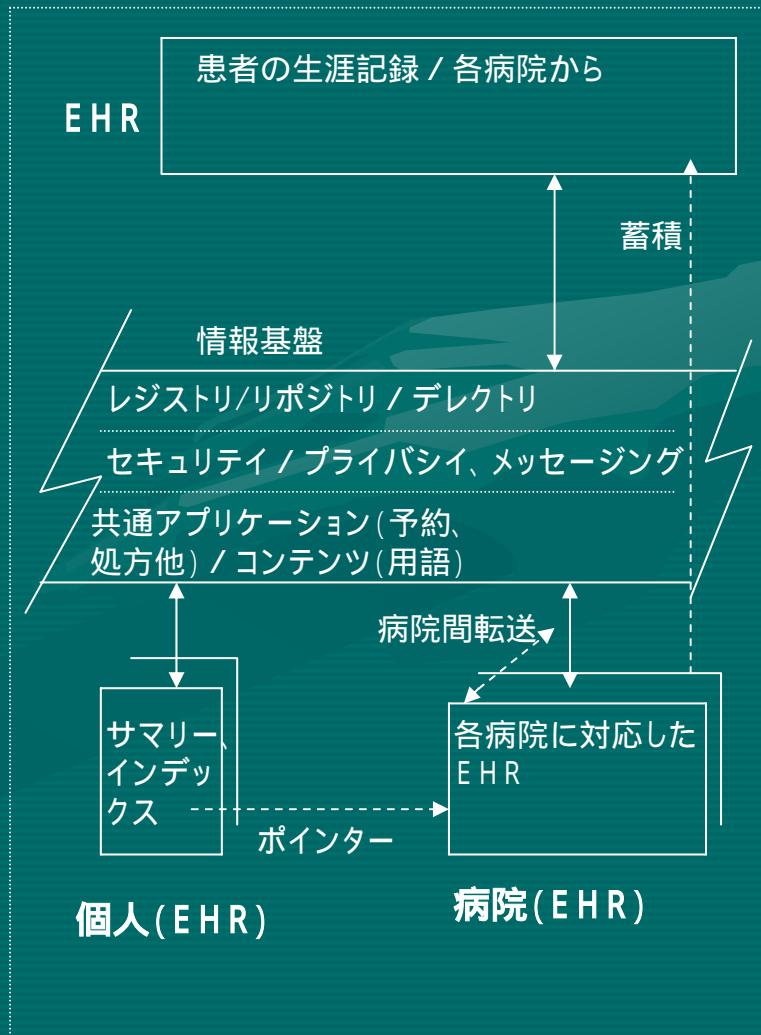 患者の生涯記録 / 各病院から
EHR
蓄積
情報基盤
レジストリ/リポジトリ / デレクトリ
セキュリテイ / プライバシイ、メッセージング
共通アプリケーション(予約、
処方他) / コンテンツ(用語)
病院間転送
サマリー、
インデッ
クス
各病院に対応した
EHR
ポインター
個人(EHR)
病院(EHR)